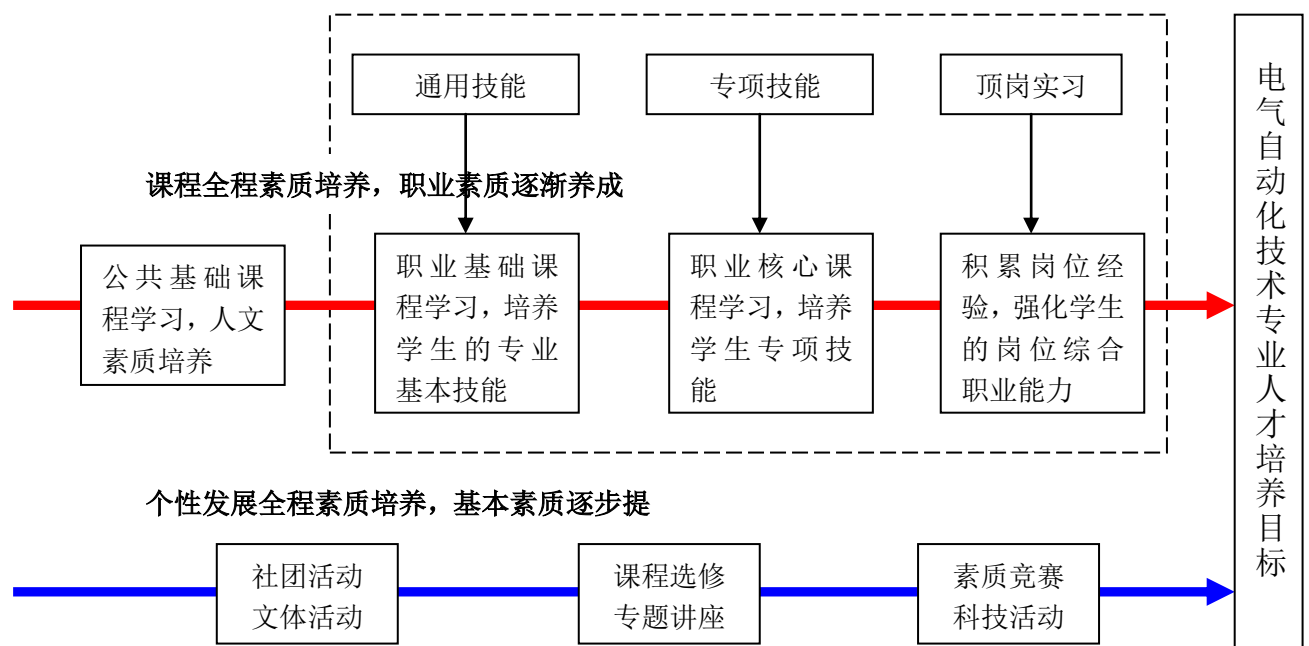 通用技能
专项技能
顶岗实习
课程全程素质培养，职业素质逐渐养成
公共基础课
程学习，人文
素质培养
职业基础课
程学习，培养
学生的专业
基本技能
职业核心课
程学习，培养
学生专项技
能
积累岗位经
验，强化学生
的岗位综合
职业能力
个性发展全程素质培养，基本素质逐步提
社团活动
文体活动
课程选修
专题讲座
素质竞赛
科技活动
电气自动化技术专业人才培养目标